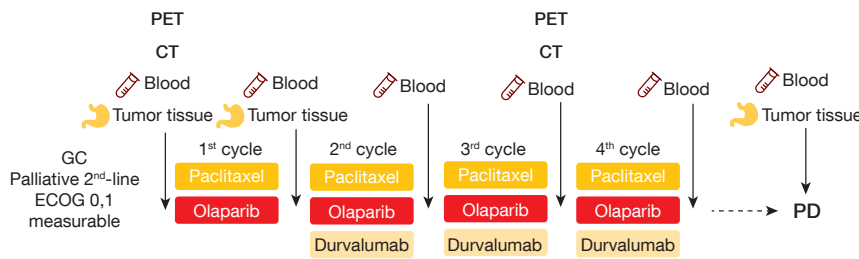 PET
PET
CT
CT
Blood
Blood
Blood
Blood
Blood
Blood
Tumor tissue
Tumor tissue
Tumor tissue
GC
Palliative 2nd-line
ECOG 0,1
measurable
1st cycle
2nd cycle
3rd cycle
4th cycle
Paclitaxel
Paclitaxel
Paclitaxel
Paclitaxel
Olaparib
Olaparib
Olaparib
Olaparib
PD
Durvalumab
Durvalumab
Durvalumab